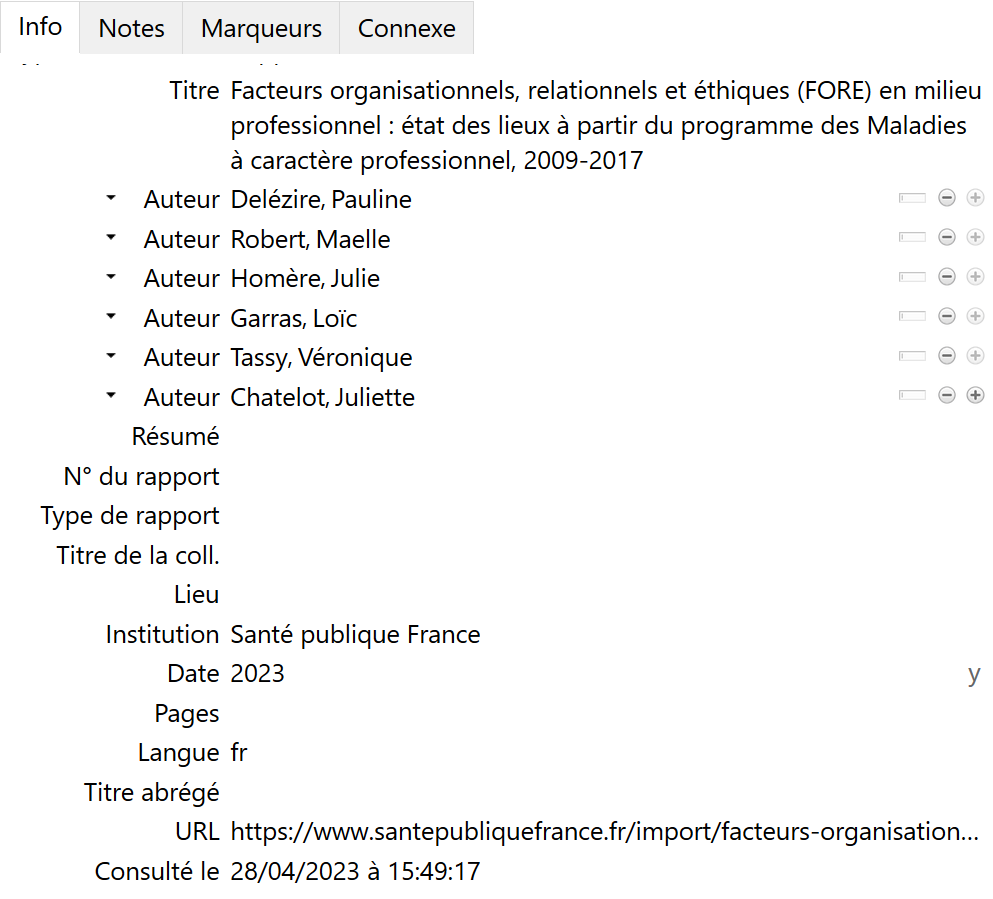 Info Notes Marqueurs Connexe
Titre Facteurs organisationnels, relationnels et éthiques (FORE) en milieu
professionnel : état des lieux à partir du programme des Maladies
à caractère professionnel, 2009-2017
Auteur Delézire, Pauline
Auteur Robert, Maelle
Auteur Homère, Julie
Auteur Garras, Loïc
Auteur Tassy, Véronique
Auteur Chatelot, Juliette
Résumé
N° du rapport
Type de rapport
Titre de la coll.
Lieu
Institution Santé publique France
Date 2023 y
Pages
Langue fr
Titre abrégé
URL https://www.santepubliquefrance.fr/import/facteurs-organisation...
Consulté le 28/04/2023 à 15:49:17